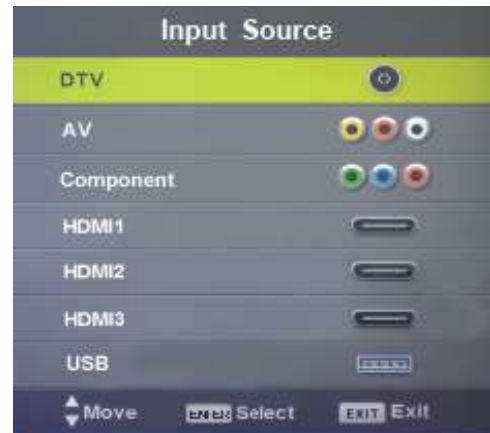 Input Source
DTV
AV
Component
HDMI1
HDMI2
HDMI3
USB
Move ENTER Select EXIT Exit